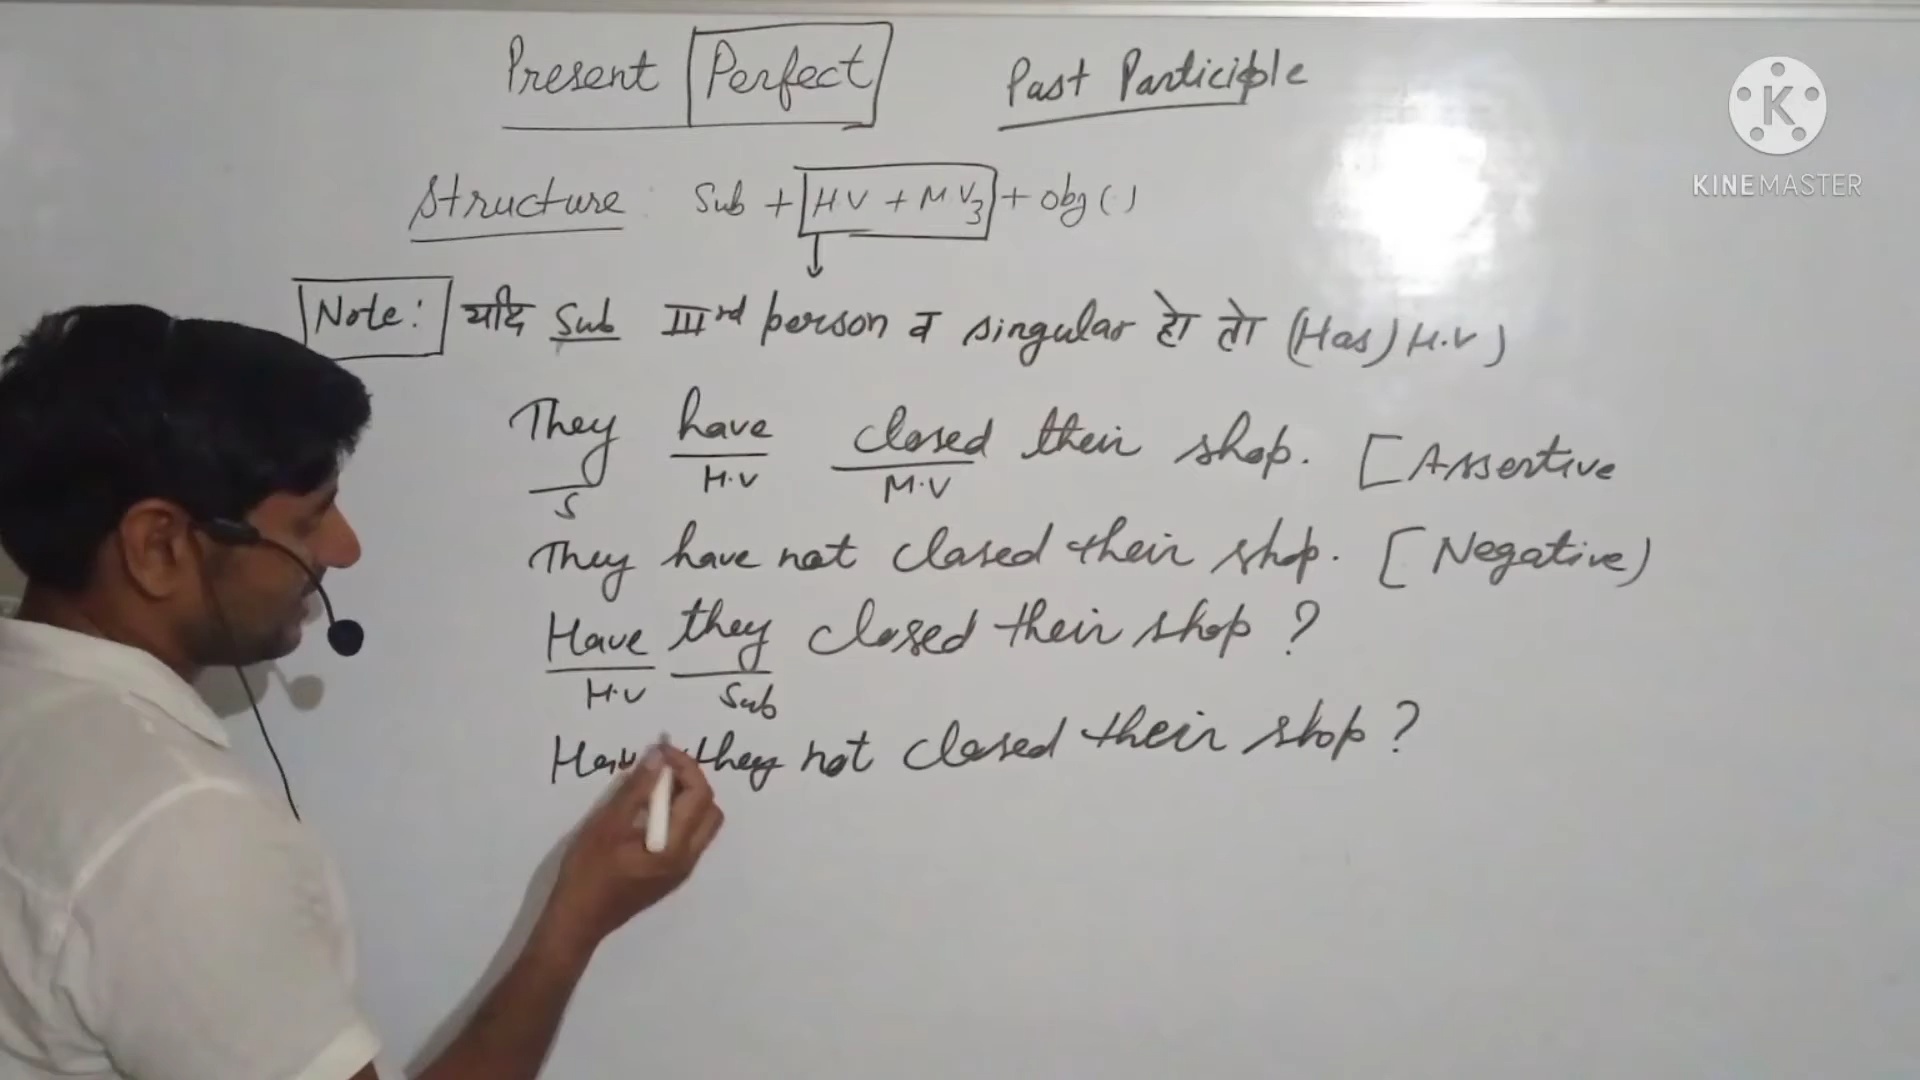 Present Perfect Past Participle
KINEMASTER
Structure Sub + HV + MV3 + obj (.)
Note: यदि Sub IIIrd person व singular हो तो (Has) H.V)
They have closed their shop. [Assertive
S H.V M.V
They have not closed their shop. [Negative)
Have they closed their shop ?
H.V Sub
they not closed their shop ?